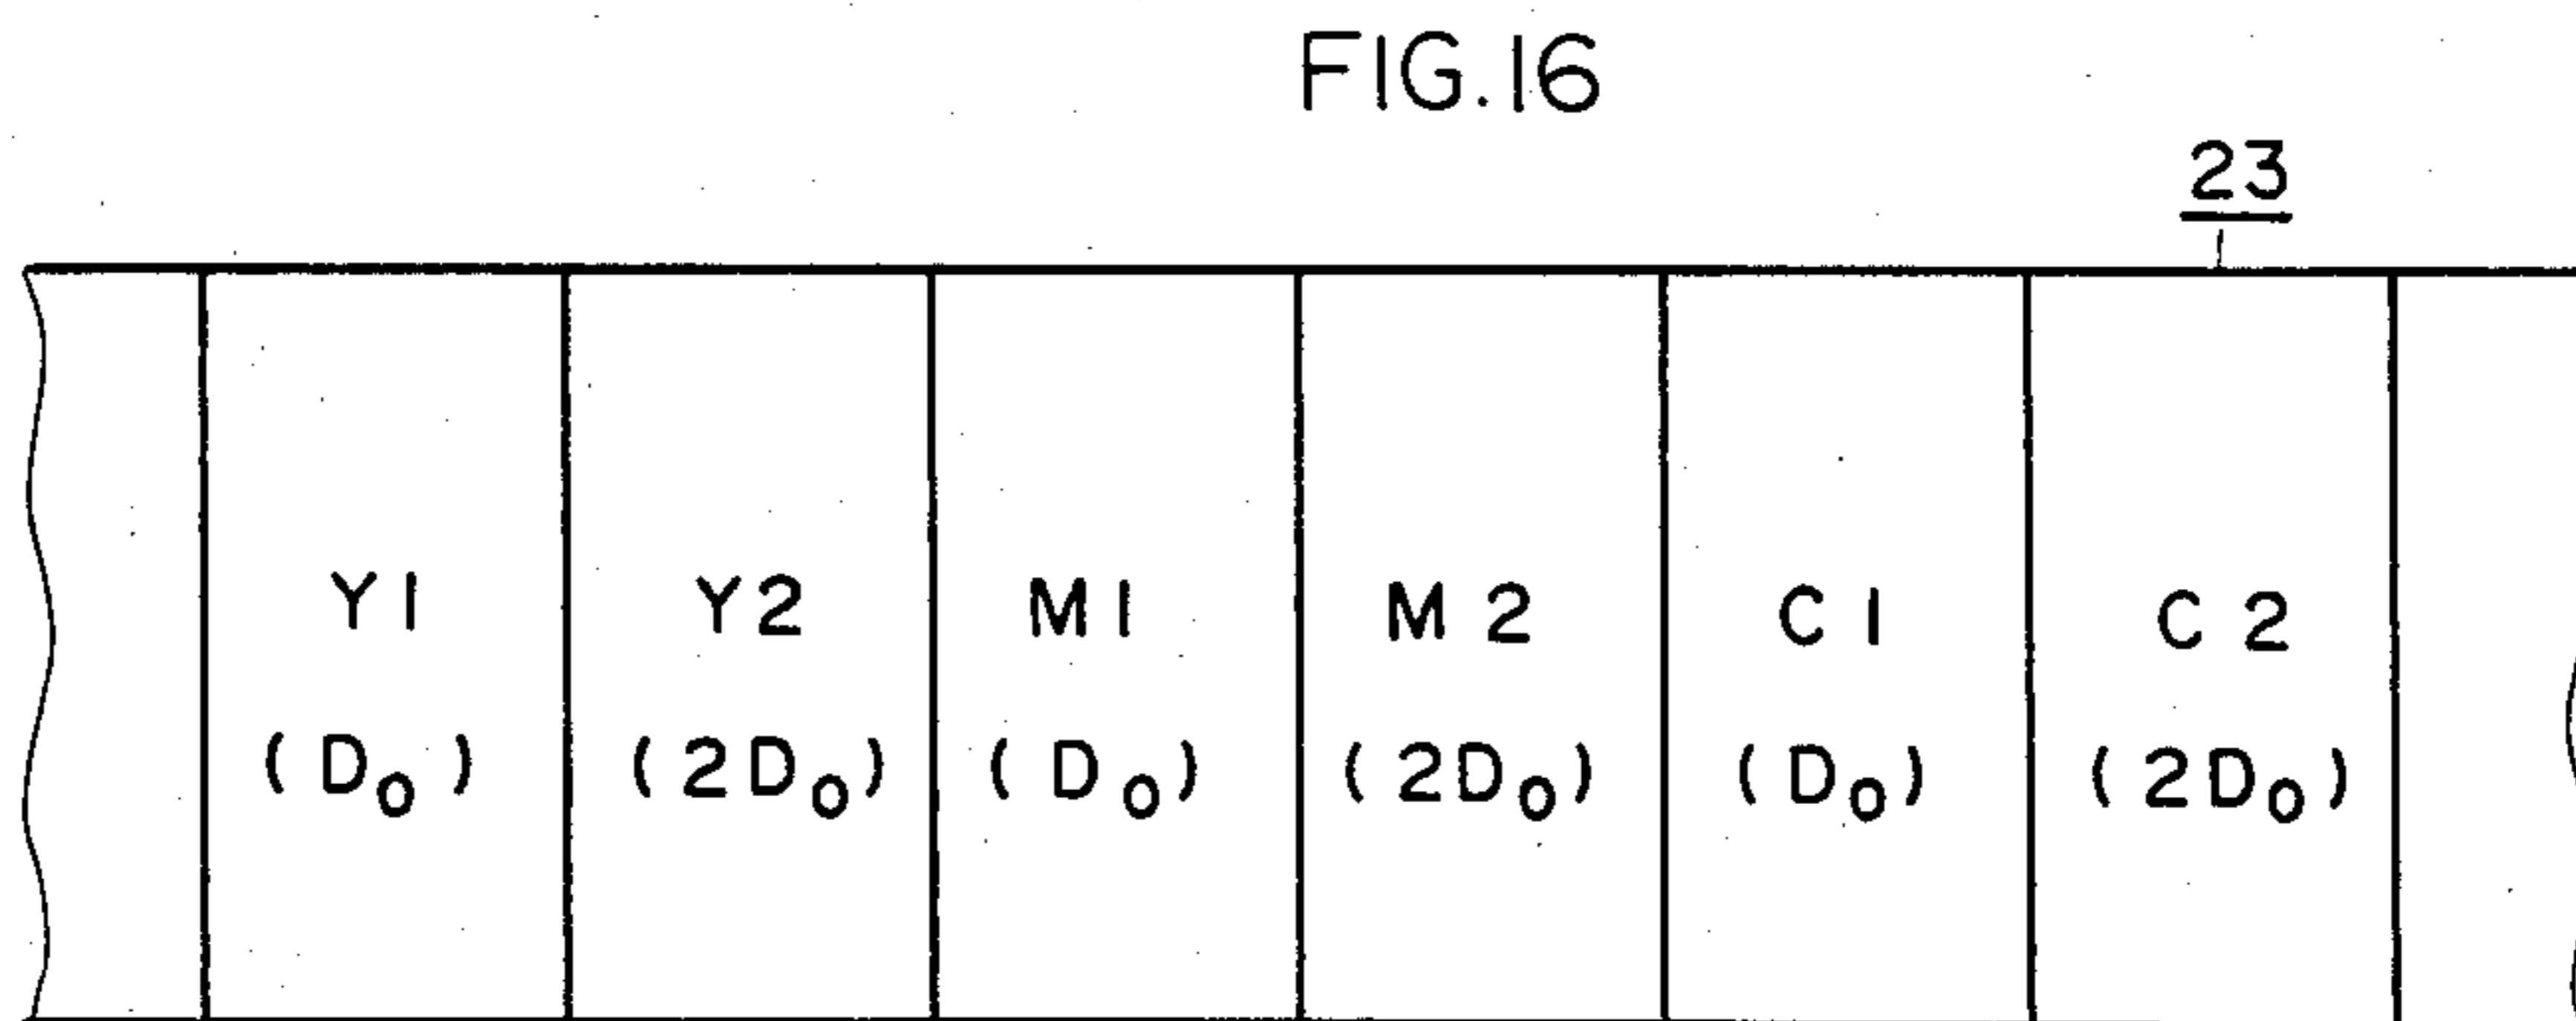 FIG.16
23
Y1 Y2 M1 M2 C1 C2
(D₀) (2D₀) (D₀) (2D₀) (D₀) (2D₀)